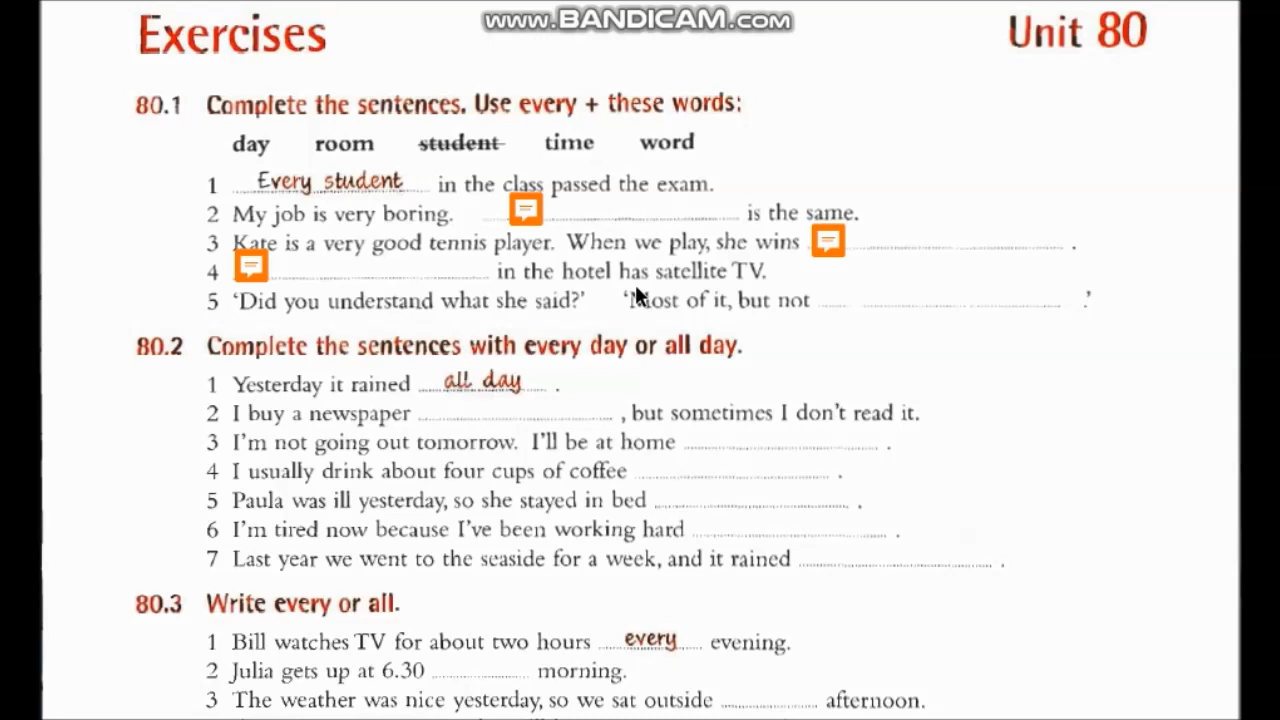 www.BANDICAM.com
Exercises Unit 80
80.1 Complete the sentences. Use every + these words:
day room student time word
1 Every student in the class passed the exam.
2 My job is very boring. is the same.
3 Kate is a very good tennis player. When we play, she wins .
4 in the hotel has satellite TV.
5 ‘Did you understand what she said?’ ‘Most of it, but not .’
80.2 Complete the sentences with every day or all day.
1 Yesterday it rained all day .
2 I buy a newspaper , but sometimes I don’t read it.
3 I’m not going out tomorrow. I’ll be at home .
4 I usually drink about four cups of coffee .
5 Paula was ill yesterday, so she stayed in bed .
6 I’m tired now because I’ve been working hard .
7 Last year we went to the seaside for a week, and it rained .
80.3 Write every or all.
1 Bill watches TV for about two hours every evening.
2 Julia gets up at 6.30 morning.
3 The weather was nice yesterday, so we sat outside afternoon.